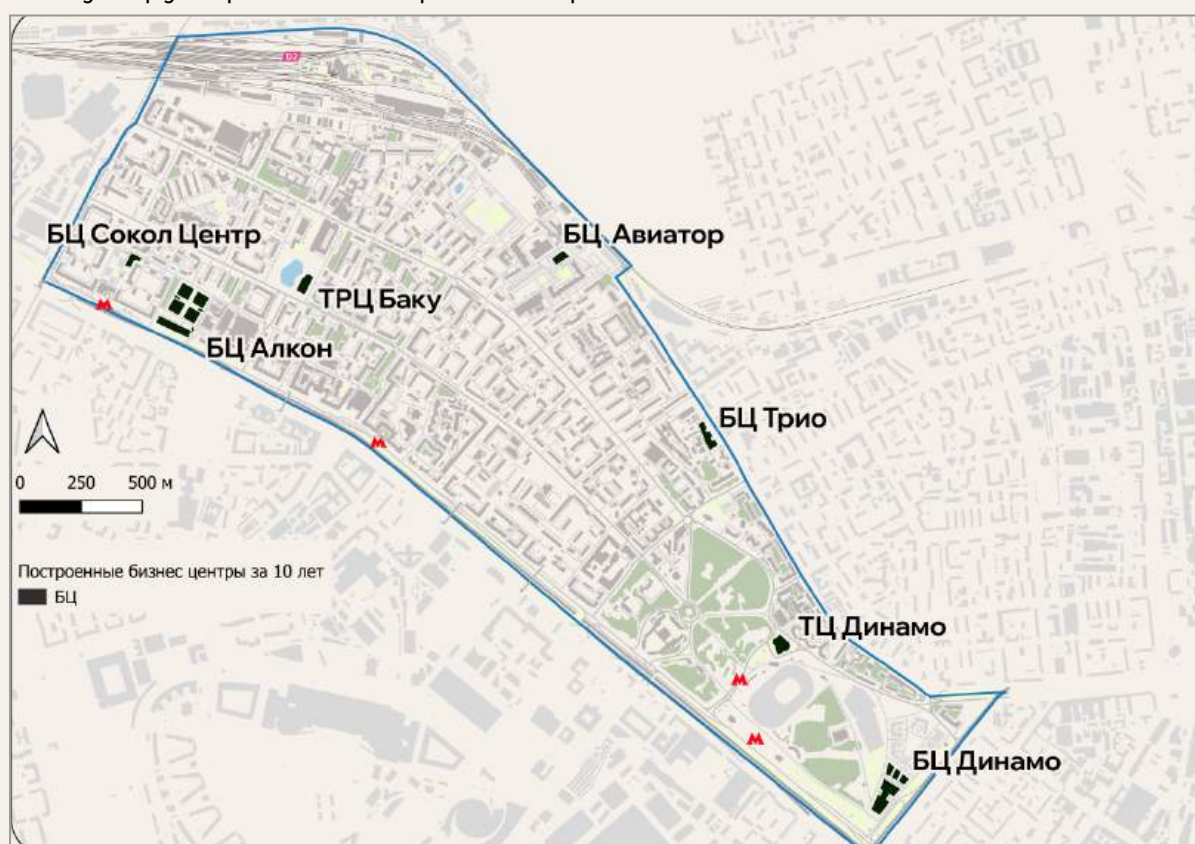 БЦ Сокол Центр
БЦ Авиатор
ТРЦ Баку
БЦ Алкон
БЦ Трио
0 250 500 м
Построенные бизнес центры за 10 лет
БЦ
ТЦ Динамо
БЦ Динамо